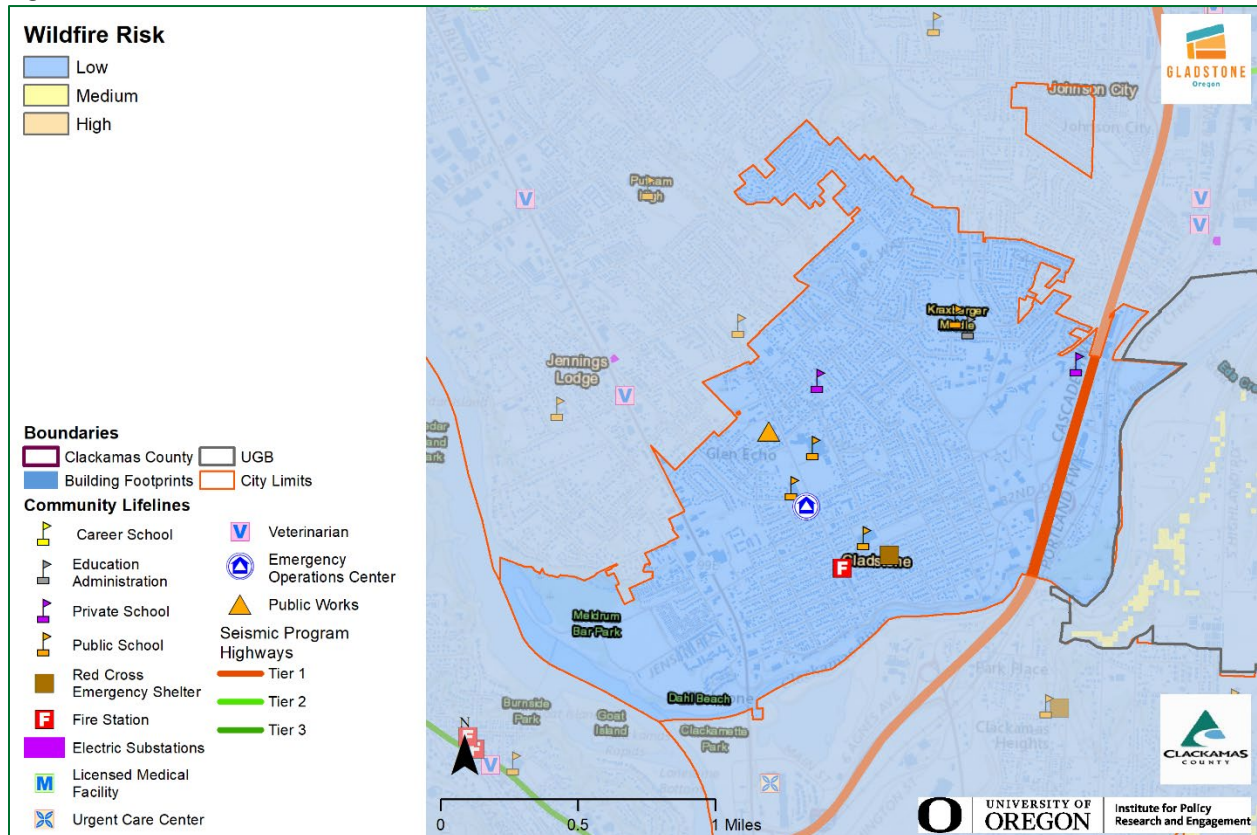 Wildfire Risk
Low
Medium
High
Boundaries
Clackamas County
UGB
Building Footprints
City Limits
Community Lifelines
Career School
Education
Administration
Private School
Public School
Red Cross
Emergency Shelter
Fire Station
Electric Substations
Licensed Medical
Facility
Urgent Care Center
Veterinarian
Emergency
Operations Center
Public Works
Seismic Program
Highways
Tier 1
Tier 2
Tier 3
GLADSTONE
Oregon
Johnson City
Johnson City
Putnam
High
Kraxberger
Middle
Jennings
Lodge
Glen Echo
Gladstone
Meldrum
Bar Park
Dahl Beach
Burnside
Park
Goat
Island
Clackamette
Park
Park Place
Clackamas
Heights
N
0 0.5 1 Miles
CLACKAMAS
COUNTY
O
UNIVERSITY OF
OREGON
Institute for Policy
Research and Engagement